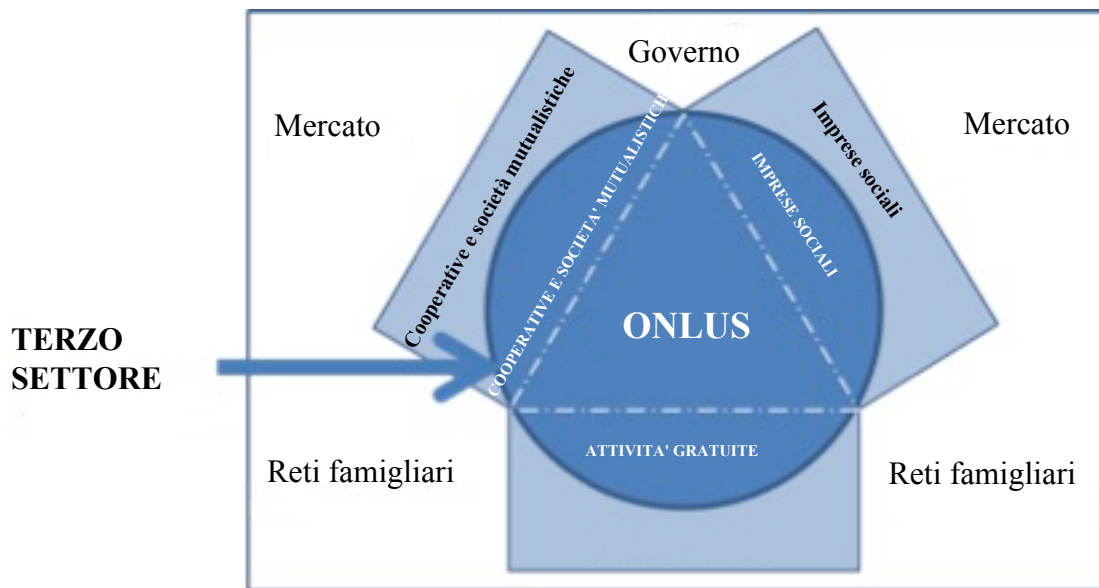 Governo
Mercato
Mercato
Cooperative e società mutualistiche
COOPERATIVE E SOCIETA' MUTUALISTICH
IMPRESE SOCIALI
Imprese sociali
ONLUS
TERZO
SETTORE
ATTIVITA' GRATUITE
Reti famigliari
Reti famigliari